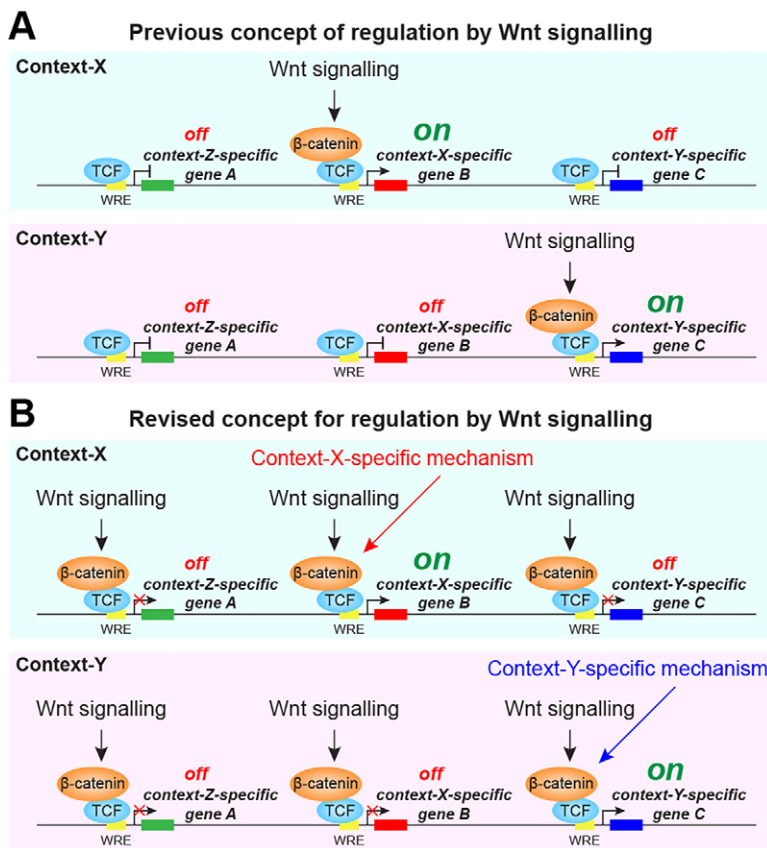 A
Previous concept of regulation by Wnt signalling
Context-X
Wnt signalling
β-catenin
TCF
off
context-Z-specific
gene A
WRE
TCF
on
context-X-specific
gene B
WRE
TCF
off
context-Y-specific
gene C
WRE
Context-Y
Wnt signalling
β-catenin
TCF
off
context-Z-specific
gene A
WRE
TCF
off
context-X-specific
gene B
WRE
TCF
on
context-Y-specific
gene C
WRE
B
Revised concept for regulation by Wnt signalling
Context-X
Context-X-specific mechanism
Wnt signalling
Wnt signalling
Wnt signalling
β-catenin
TCF
off
context-Z-specific
gene A
WRE
β-catenin
TCF
on
context-X-specific
gene B
WRE
β-catenin
TCF
off
context-Y-specific
gene C
WRE
Context-Y
Context-Y-specific mechanism
Wnt signalling
Wnt signalling
Wnt signalling
β-catenin
TCF
off
context-Z-specific
gene A
WRE
β-catenin
TCF
off
context-X-specific
gene B
WRE
β-catenin
TCF
on
context-Y-specific
gene C
WRE